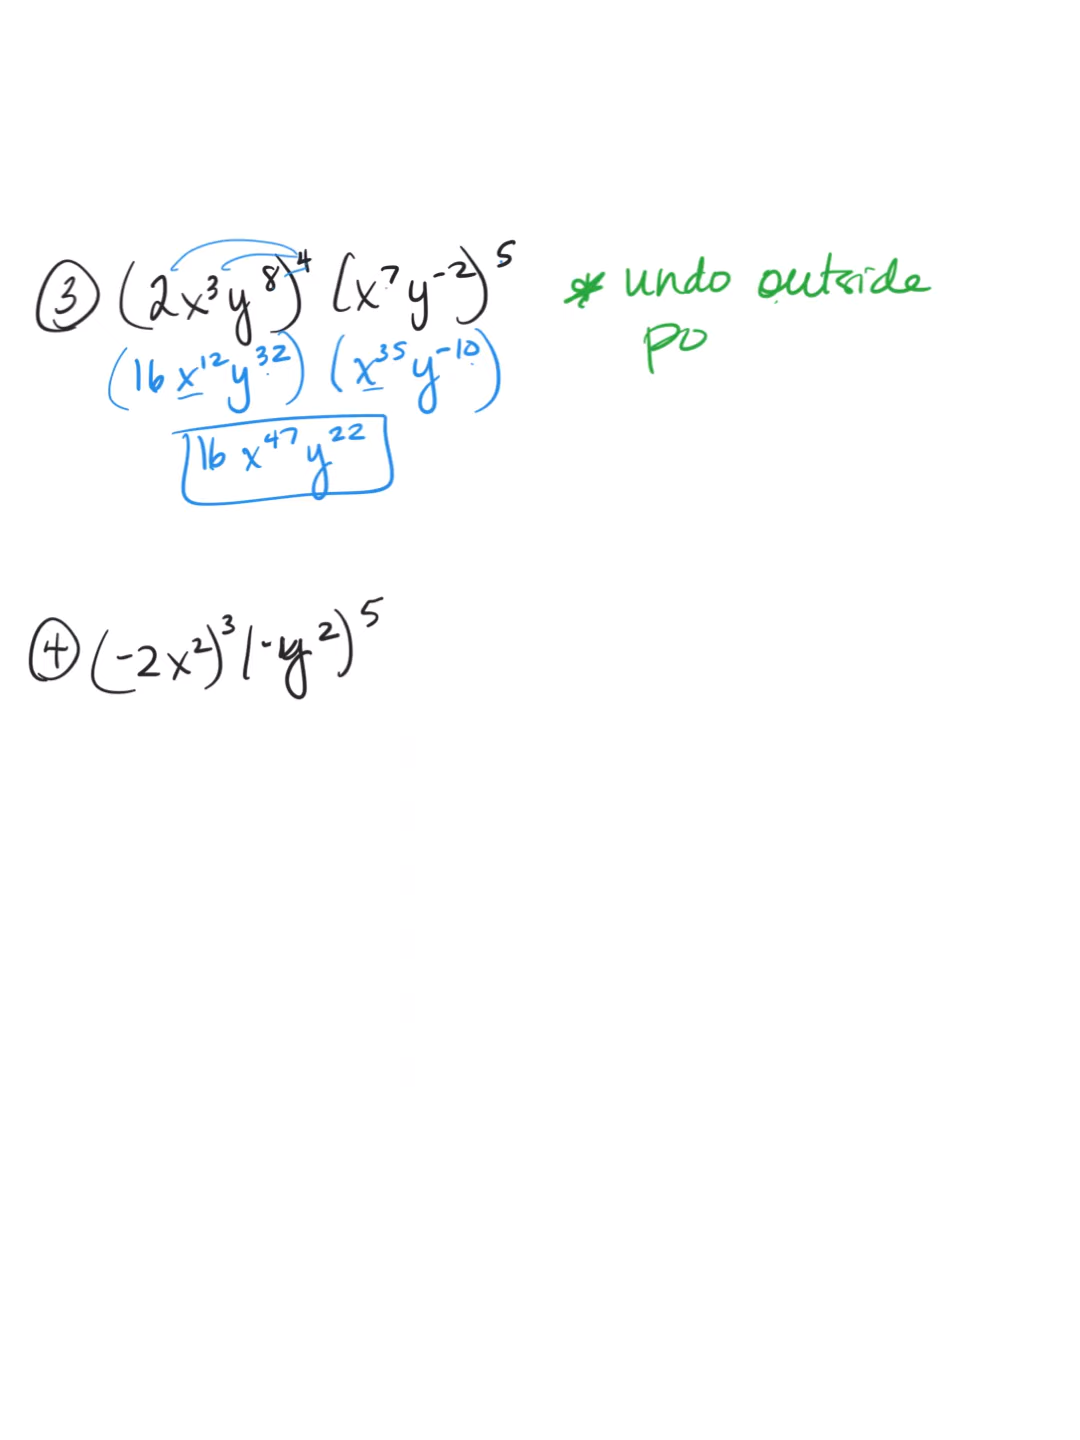 ③ (2x³y⁸)⁴ (x⁷y⁻²)⁵ * undo outside
po
(16x¹²y³²) (x³⁵y⁻¹⁰)
16x⁴⁷y²²
④ (-2x²)³(-y²)⁵